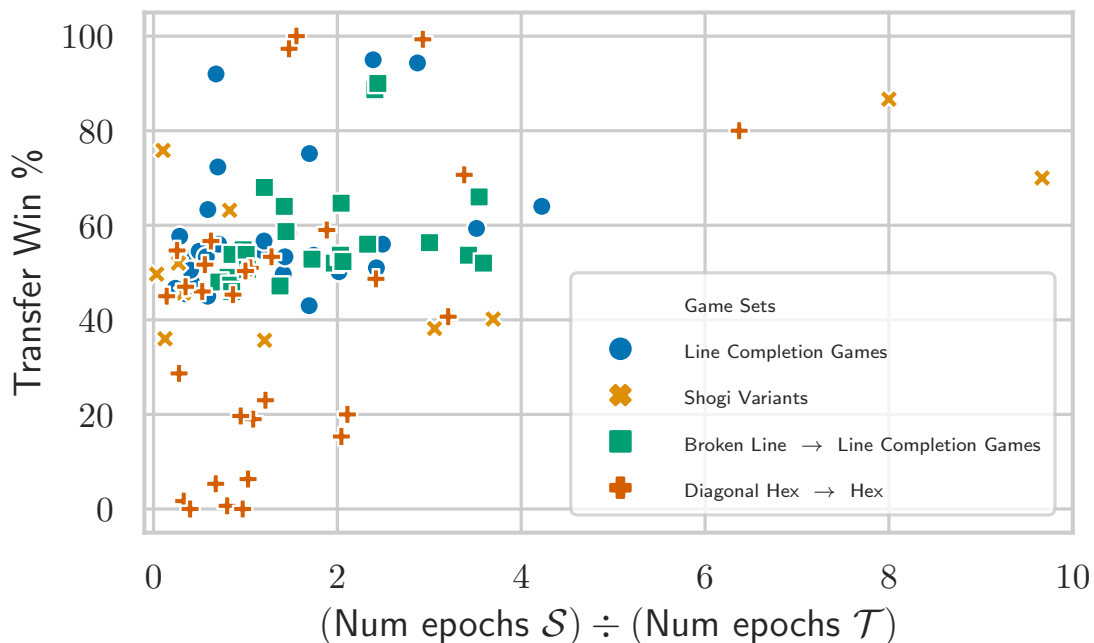 100
80
60
40
20
0
Transfer Win %
Game Sets
Line Completion Games
Shogi Variants
Broken Line → Line Completion Games
Diagonal Hex → Hex
0 2 4 6 8 10
(Num epochs 𝒮) ÷ (Num epochs 𝒯)